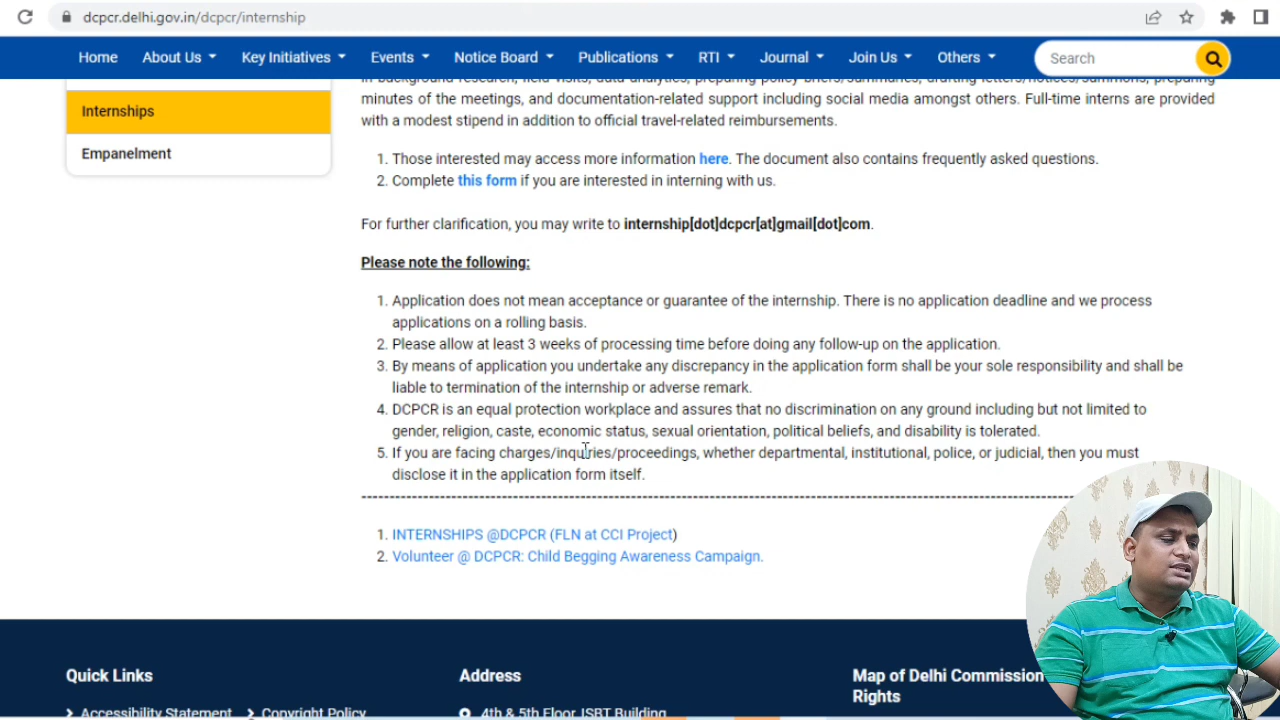 dcpcr.delhi.gov.in/dcpcr/internship
Home About Us Key Initiatives Events Notice Board Publications RTI Journal Join Us Others Search
Internships
Empanelment
in background research, field visits, data analytics, preparing policy briefs/summaries, drafting letters/notices/summons, preparing
minutes of the meetings, and documentation-related support including social media amongst others. Full-time interns are provided
with a modest stipend in addition to official travel-related reimbursements.
1. Those interested may access more information here. The document also contains frequently asked questions.
2. Complete this form if you are interested in interning with us.
For further clarification, you may write to internship[dot]dcpcr[at]gmail[dot]com.
Please note the following:
1. Application does not mean acceptance or guarantee of the internship. There is no application deadline and we process
applications on a rolling basis.
2. Please allow at least 3 weeks of processing time before doing any follow-up on the application.
3. By means of application you undertake any discrepancy in the application form shall be your sole responsibility and shall be
liable to termination of the internship or adverse remark.
4. DCPCR is an equal protection workplace and assures that no discrimination on any ground including but not limited to
gender, religion, caste, economic status, sexual orientation, political beliefs, and disability is tolerated.
5. If you are facing charges/inquiries/proceedings, whether departmental, institutional, police, or judicial, then you must
disclose it in the application form itself.
1. INTERNSHIPS @DCPCR (FLN at CCI Project)
2. Volunteer @ DCPCR: Child Begging Awareness Campaign.
Quick Links
Accessibility Statement Copyright Policy
Address
4th & 5th Floor ISBT Building
Map of Delhi Commission
Rights